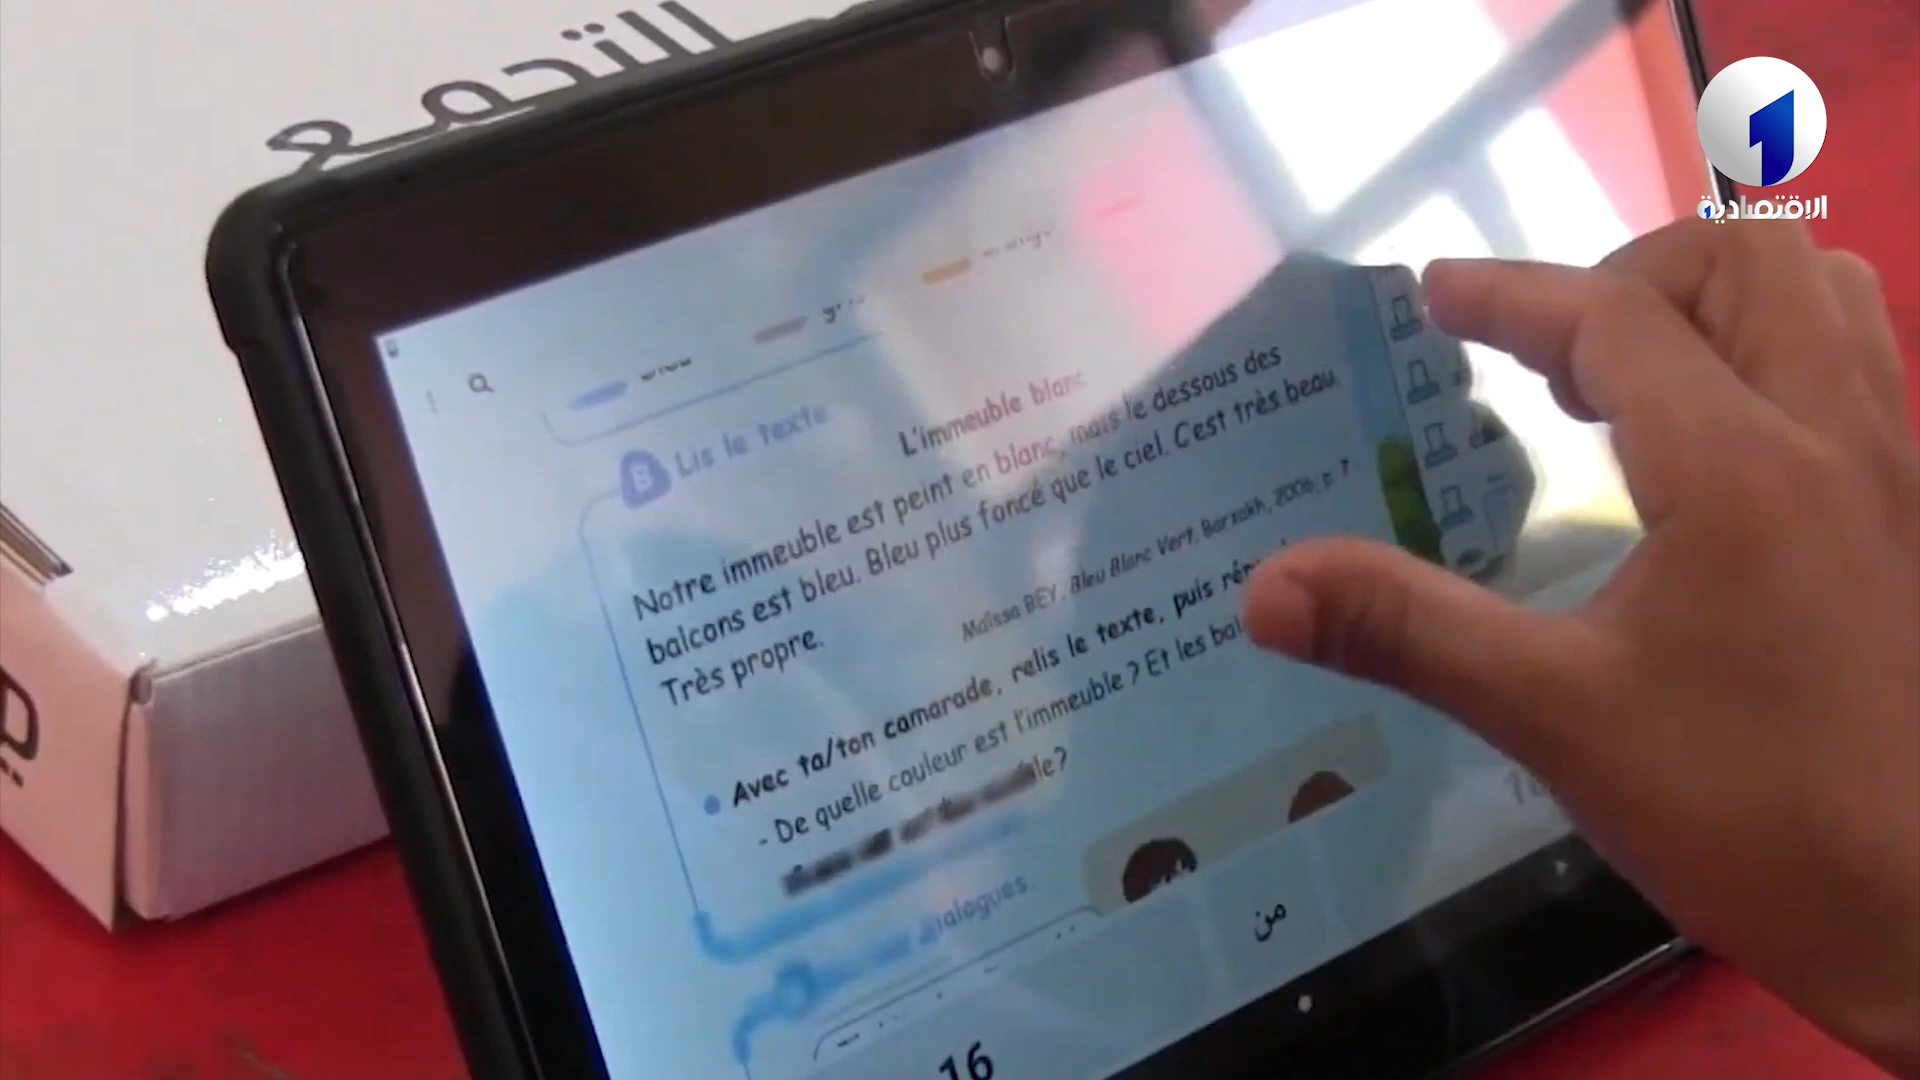 التجمع
1
الاقتصادية
B Lis le texte
L'immeuble blanc
Notre immeuble est peint en blanc, mais le dessous des
balcons est bleu. Bleu plus foncé que le ciel. C'est très beau.
Très propre.
Maïssa BEY, Bleu Blanc Vert, Barzakh, 2006, p. 7
Avec ta/ton camarade, relis le texte, puis
- De quelle couleur est l'immeuble ? Et les
dialogues.
من
16